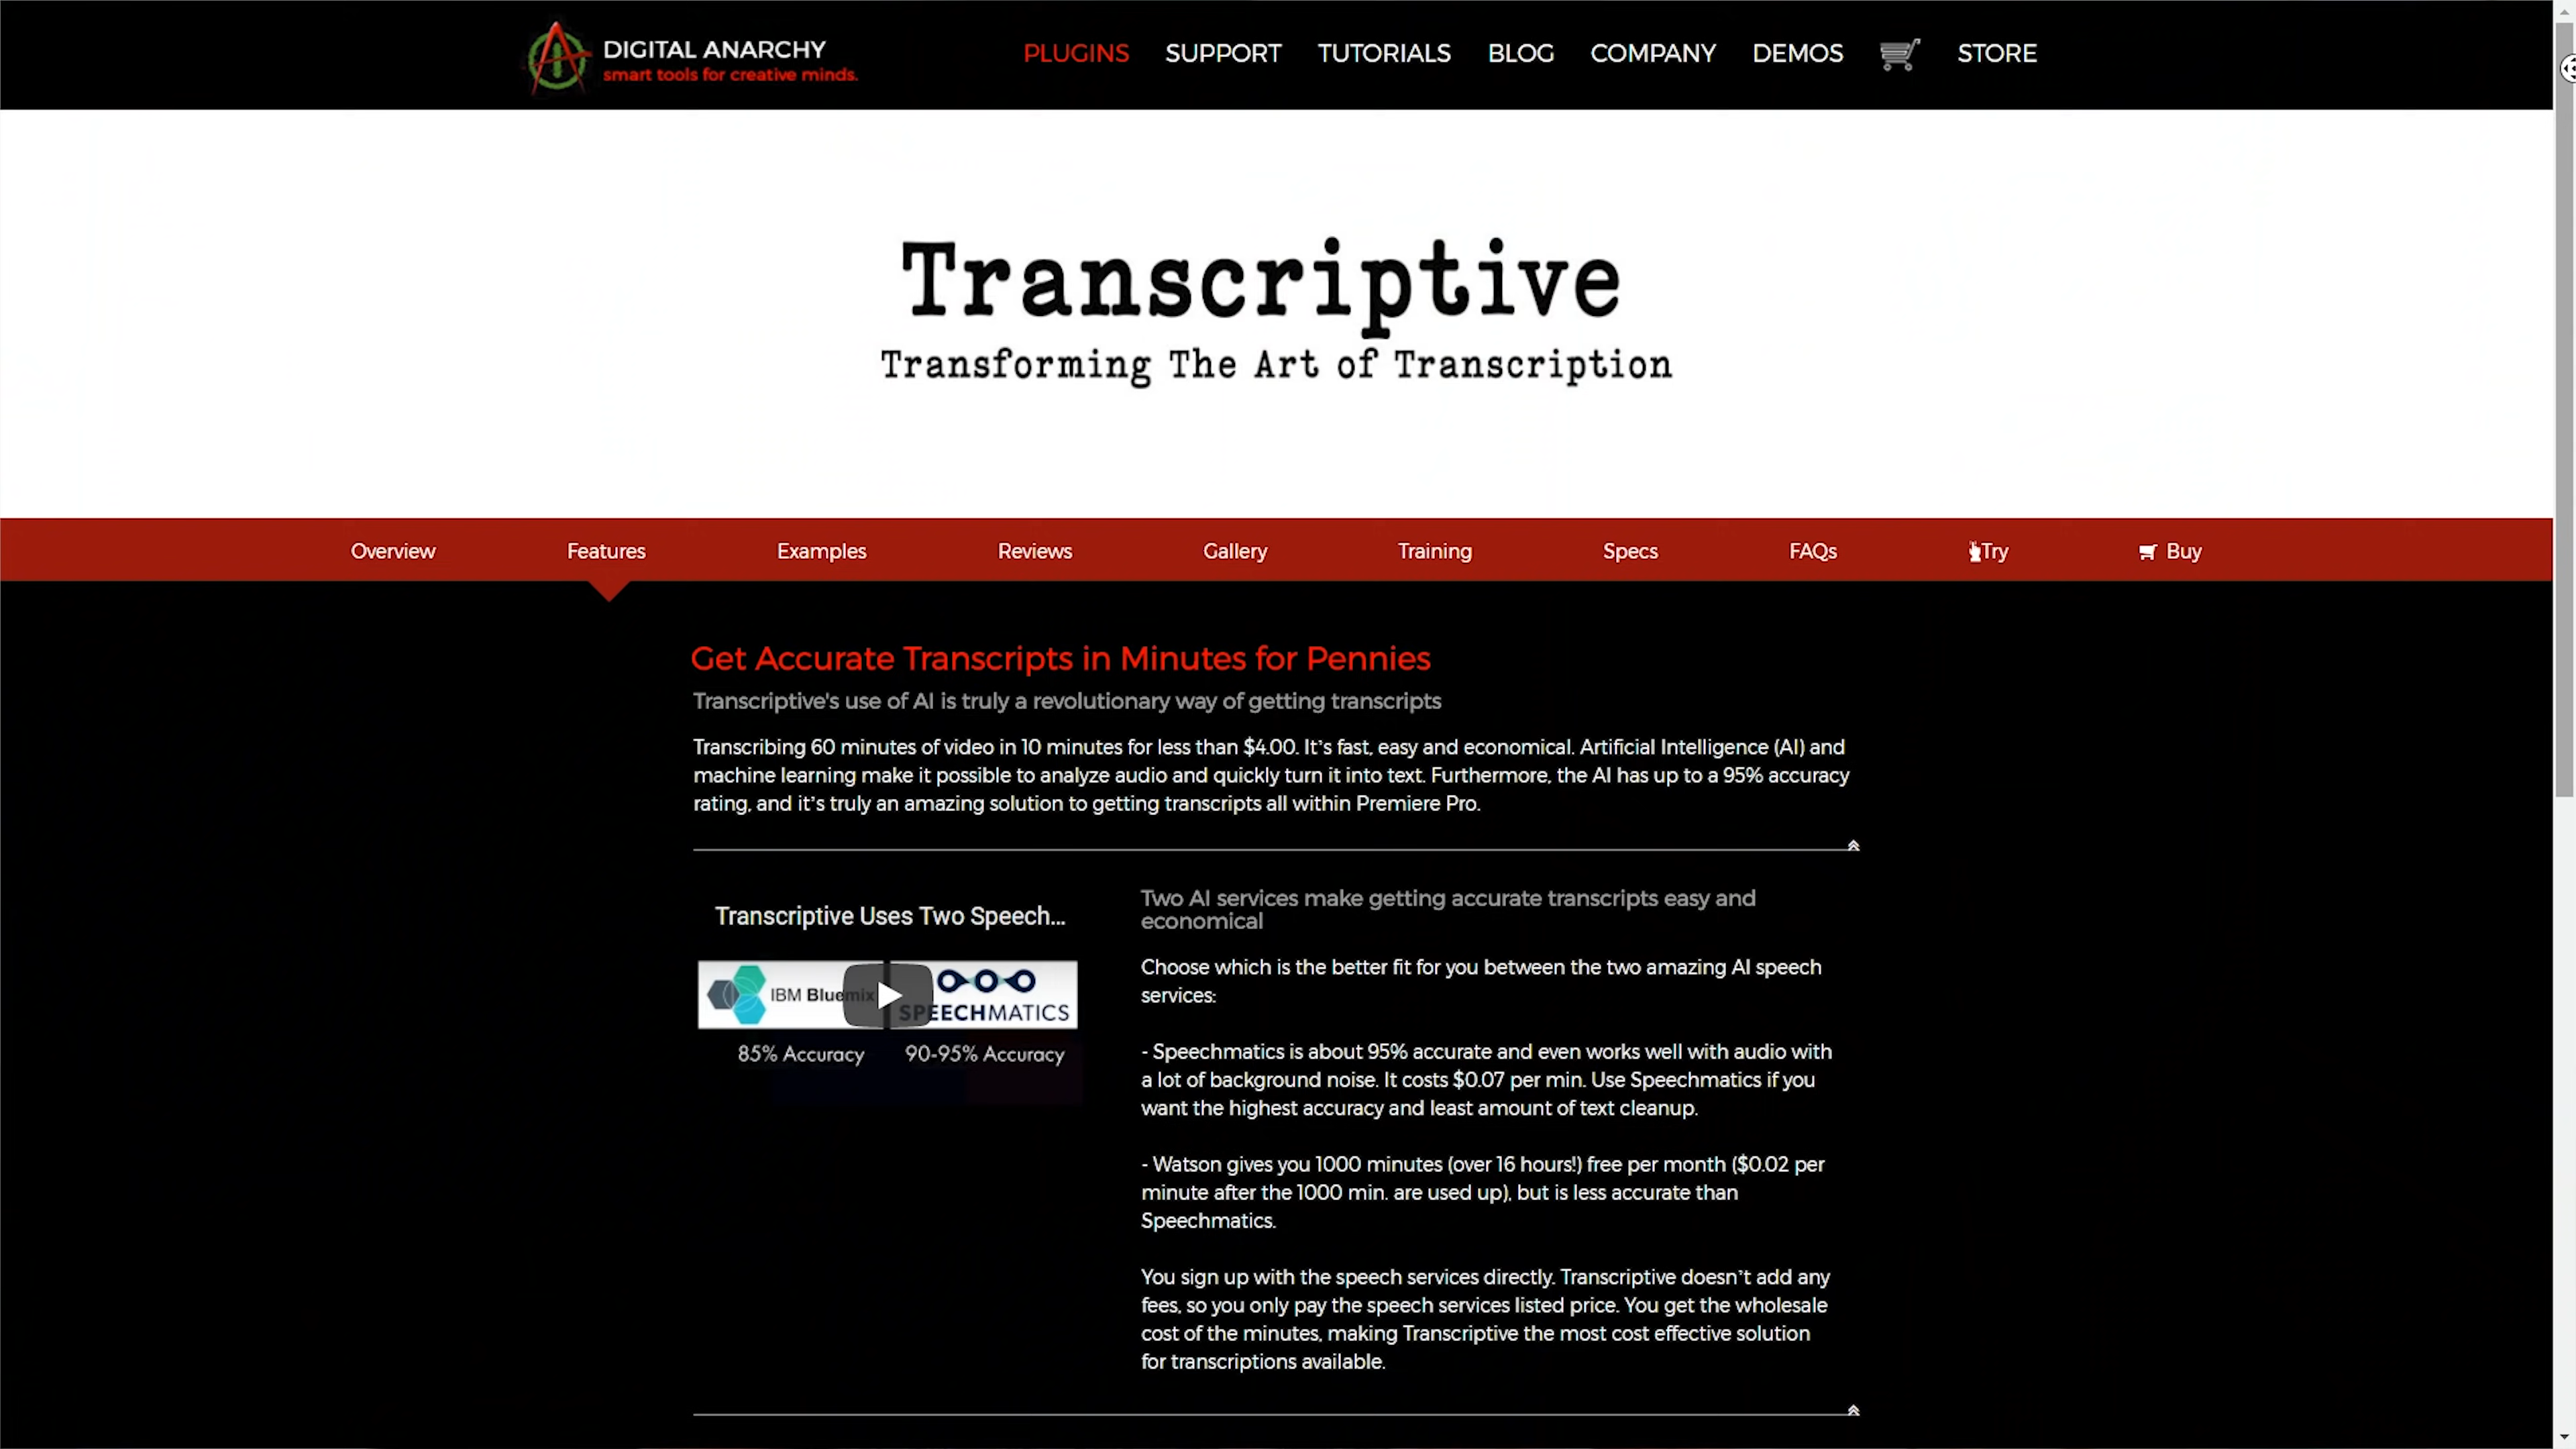 DIGITAL ANARCHY
smart tools for creative minds.
PLUGINS SUPPORT TUTORIALS BLOG COMPANY DEMOS STORE
Transcriptive
Transforming The Art of Transcription
Overview Features Examples Reviews Gallery Training Specs FAQs Try Buy
Get Accurate Transcripts in Minutes for Pennies
Transcriptive's use of AI is truly a revolutionary way of getting transcripts
Transcribing 60 minutes of video in 10 minutes for less than $4.00. It's fast, easy and economical. Artificial Intelligence (AI) and
machine learning make it possible to analyze audio and quickly turn it into text. Furthermore, the AI has up to a 95% accuracy
rating, and it's truly an amazing solution to getting transcripts all within Premiere Pro.
Transcriptive Uses Two Speech...
IBM Bluemix
SPEECHMATICS
85% Accuracy 90-95% Accuracy
Two AI services make getting accurate transcripts easy and
economical
Choose which is the better fit for you between the two amazing AI speech
services:
- Speechmatics is about 95% accurate and even works well with audio with
a lot of background noise. It costs $0.07 per min. Use Speechmatics if you
want the highest accuracy and least amount of text cleanup.
- Watson gives you 1000 minutes (over 16 hours!) free per month ($0.02 per
minute after the 1000 min. are used up), but is less accurate than
Speechmatics.
You sign up with the speech services directly. Transcriptive doesn't add any
fees, so you only pay the speech services listed price. You get the wholesale
cost of the minutes, making Transcriptive the most cost effective solution
for transcriptions available.